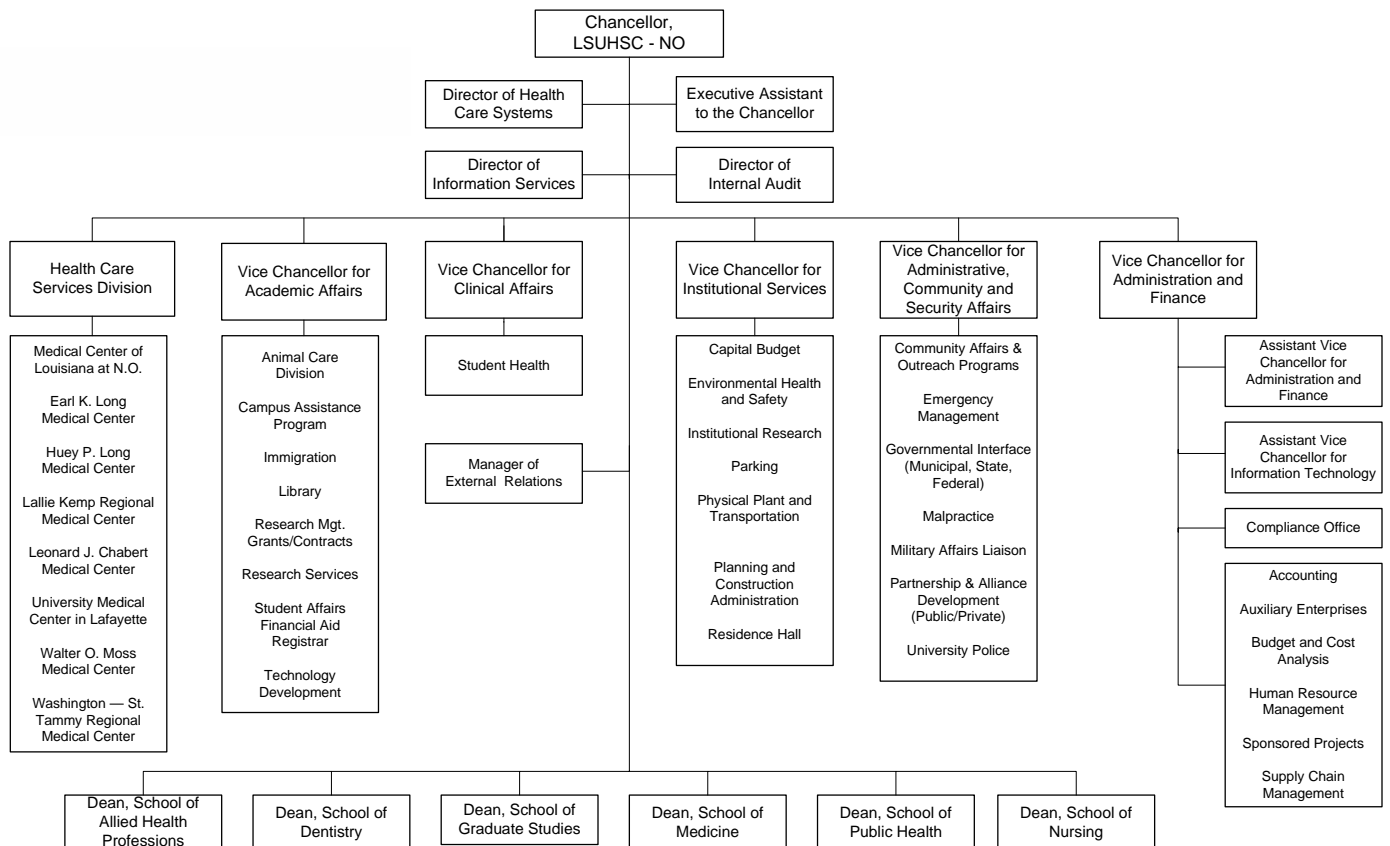 Chancellor,
LSUHSC - NO
Director of Health
Care Systems
Executive Assistant
to the Chancellor
Director of
Information Services
Director of
Internal Audit
Health Care
Services Division
Vice Chancellor for
Academic Affairs
Vice Chancellor for
Clinical Affairs
Vice Chancellor for
Institutional Services
Vice Chancellor for
Administrative,
Community and
Security Affairs
Vice Chancellor for
Administration and
Finance
Medical Center of
Louisiana at N.O.
Earl K. Long
Medical Center
Huey P. Long
Medical Center
Lallie Kemp Regional
Medical Center
Leonard J. Chabert
Medical Center
University Medical
Center in Lafayette
Walter O. Moss
Medical Center
Washington — St.
Tammy Regional
Medical Center
Animal Care
Division
Campus Assistance
Program
Immigration
Library
Research Mgt.
Grants/Contracts
Research Services
Student Affairs
Financial Aid
Registrar
Technology
Development
Student Health
Manager of
External Relations
Capital Budget
Environmental Health
and Safety
Institutional Research
Parking
Physical Plant and
Transportation
Planning and
Construction
Administration
Residence Hall
Community Affairs &
Outreach Programs
Emergency
Management
Governmental Interface
(Municipal, State,
Federal)
Malpractice
Military Affairs Liaison
Partnership & Alliance
Development
(Public/Private)
University Police
Assistant Vice
Chancellor for
Administration and
Finance
Assistant Vice
Chancellor for
Information Technology
Compliance Office
Accounting
Auxiliary Enterprises
Budget and Cost
Analysis
Human Resource
Management
Sponsored Projects
Supply Chain
Management
Dean, School of
Allied Health
Professions
Dean, School of
Dentistry
Dean, School of
Graduate Studies
Dean, School of
Medicine
Dean, School of
Public Health
Dean, School of
Nursing